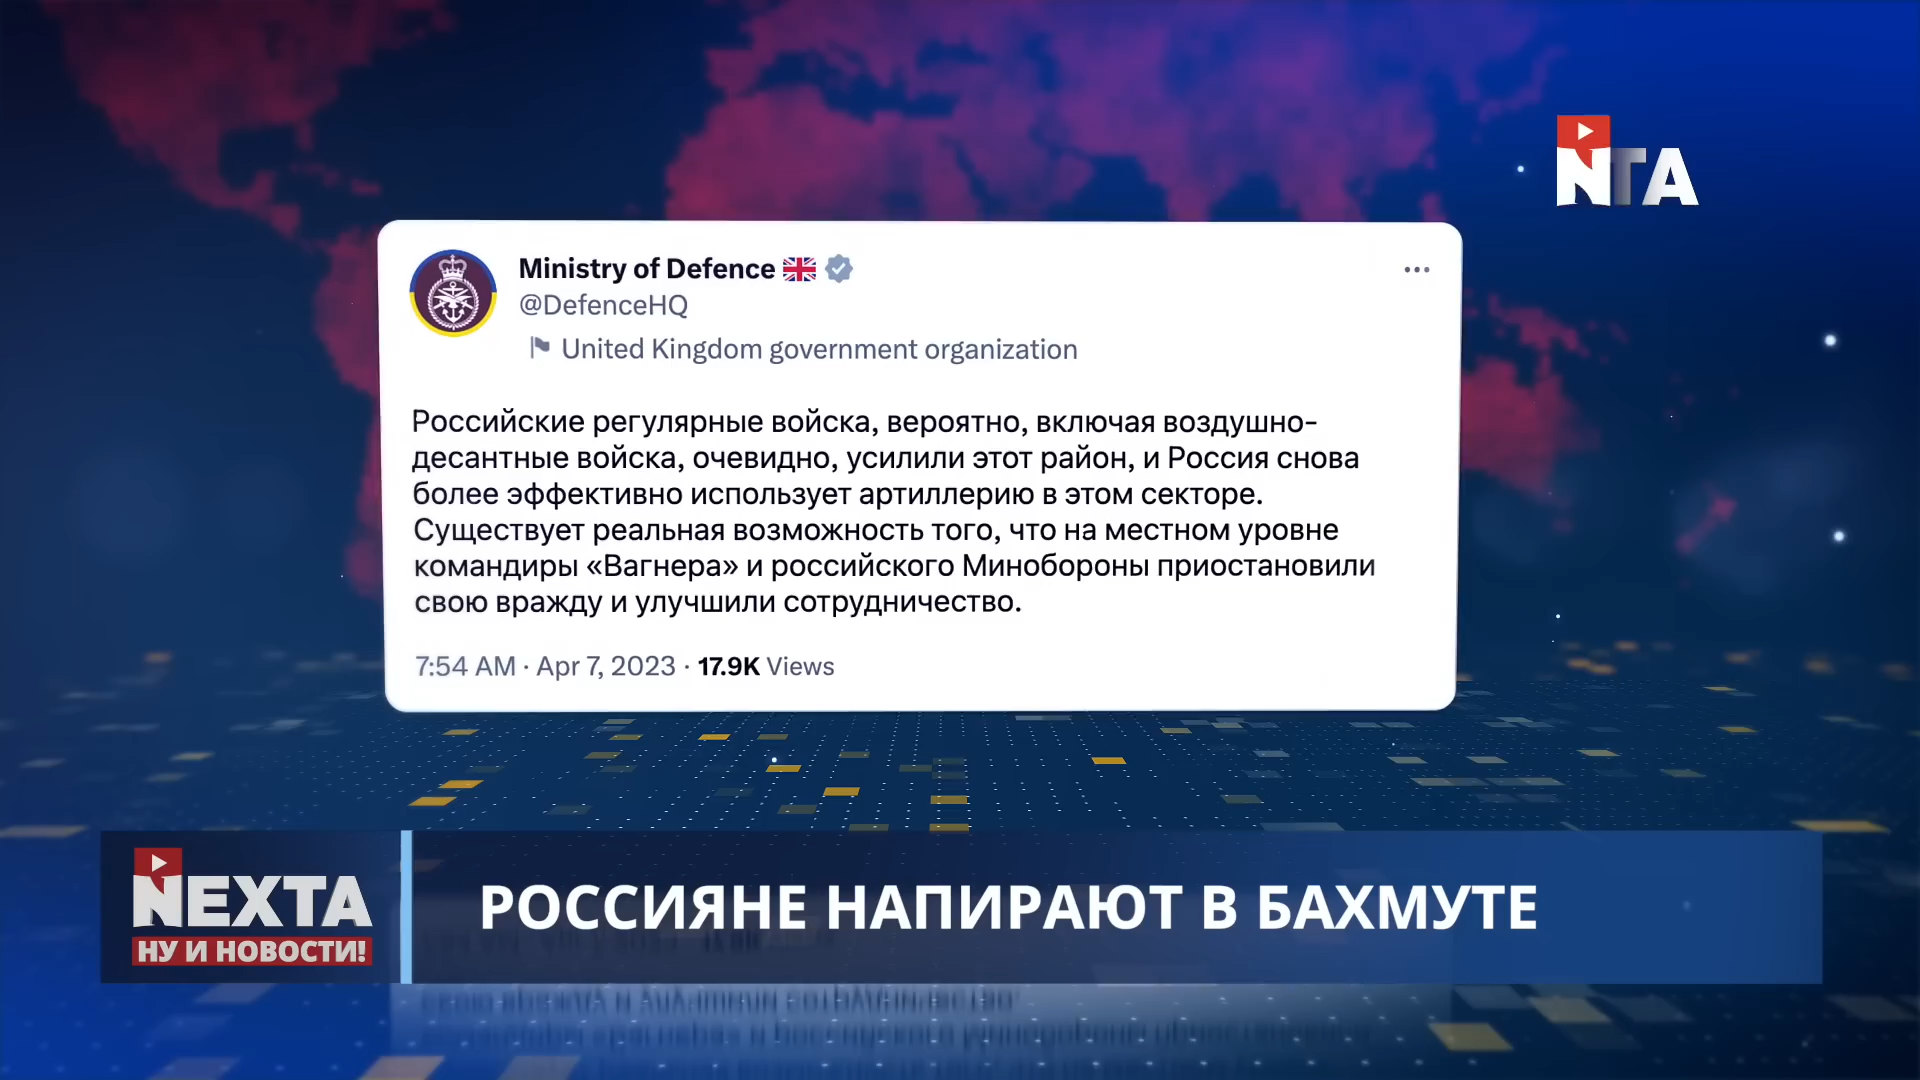 NTA
Ministry of Defence
@DefenceHQ
United Kingdom government organization
Российские регулярные войска, вероятно, включая воздушно-
десантные войска, очевидно, усилили этот район, и Россия снова
более эффективно использует артиллерию в этом секторе.
Существует реальная возможность того, что на местном уровне
командиры «Вагнера» и российского Минобороны приостановили
свою вражду и улучшили сотрудничество.
7:54 AM · Apr 7, 2023 · 17.9K Views
NEXTA
НУ И НОВОСТИ!
РОССИЯНЕ НАПИРАЮТ В БАХМУТЕ